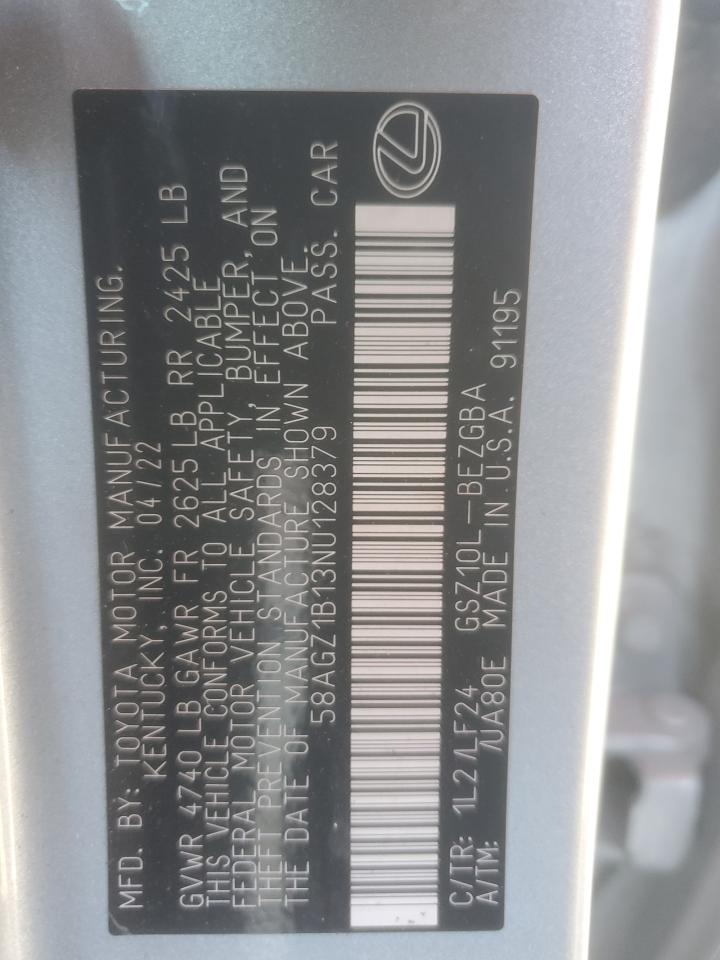 MFD. BY: TOYOTA MOTOR MANUFACTURING.
KENTUCKY, INC. 04/22
GVWR 4740 LB GAWR FR 2625 LB RR 2425 LB
THIS VEHICLE CONFORMS TO ALL APPLICABLE
FEDERAL MOTOR VEHICLE SAFETY, BUMPER, AND
THEFT PREVENTION STANDARDS IN EFFECT ON
THE DATE OF MANUFACTURE SHOWN ABOVE.
58AGZ1B13NU128379 PASS. CAR
C/TR: 1L2/LF24 GSZ10L-BEZGBA
A/TM: /UA80E MADE IN U.S.A. 91195